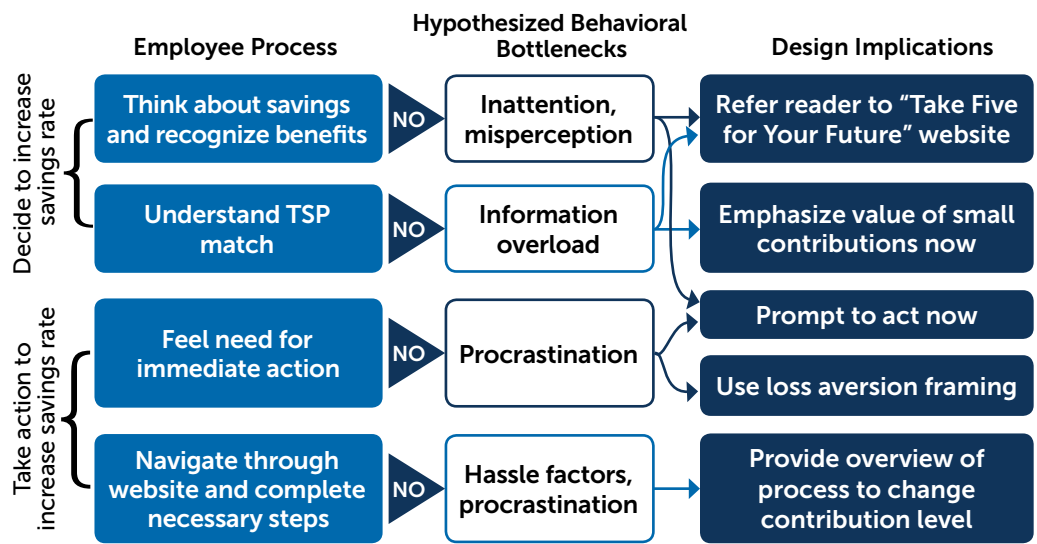 Employee Process
Hypothesized Behavioral
Bottlenecks
Design Implications
Decide to increase
savings rate
Think about savings
and recognize benefits
NO
Inattention,
misperception
Refer reader to “Take Five
for Your Future” website
Understand TSP
match
NO
Information
overload
Emphasize value of small
contributions now
Take action to
increase savings rate
Feel need for
immediate action
NO
Procrastination
Prompt to act now
Use loss aversion framing
Navigate through
website and complete
necessary steps
NO
Hassle factors,
procrastination
Provide overview of
process to change
contribution level